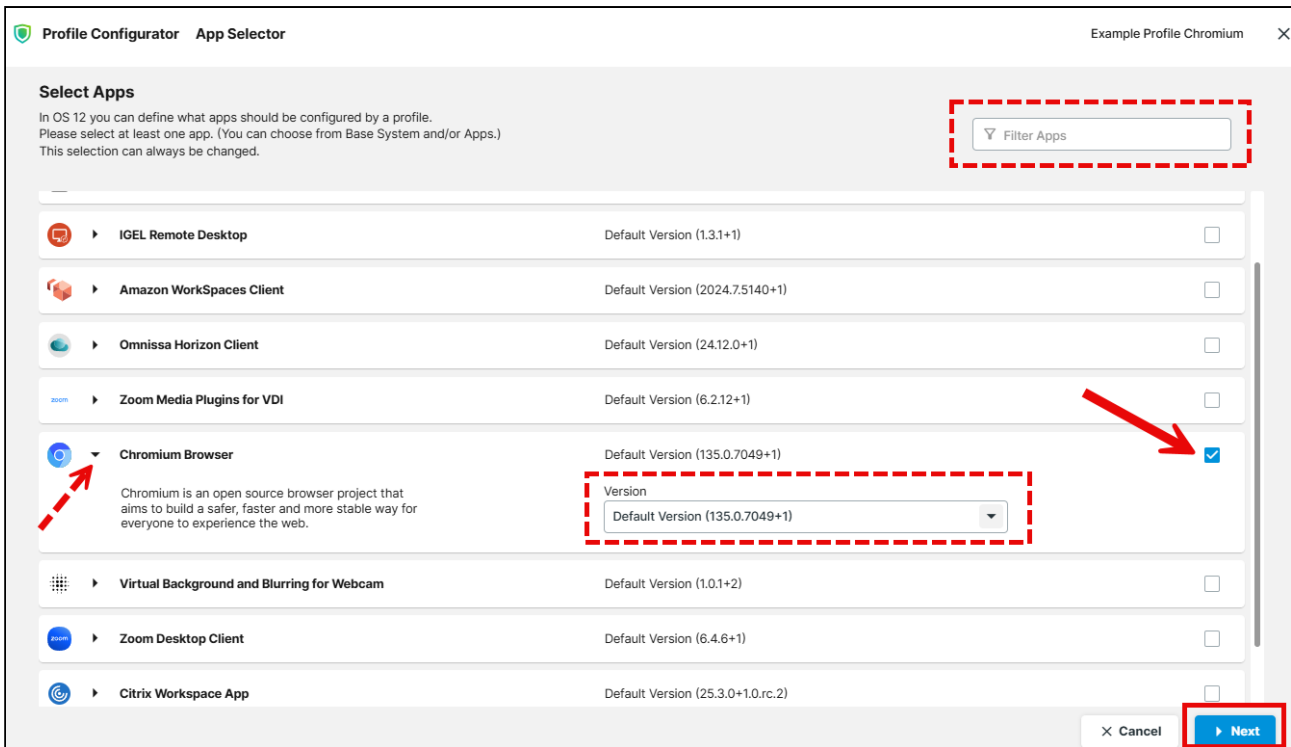 Profile Configurator App Selector Example Profile Chromium
Select Apps
In OS 12 you can define what apps should be configured by a profile.
Please select at least one app. (You can choose from Base System and/or Apps.)
This selection can always be changed.
Filter Apps
IGEL Remote Desktop Default Version (1.3.1+1)
Amazon WorkSpaces Client Default Version (2024.7.5140+1)
Omnissa Horizon Client Default Version (24.12.0+1)
zoom Zoom Media Plugins for VDI Default Version (6.2.12+1)
Chromium Browser Default Version (135.0.7049+1)
Chromium is an open source browser project that
aims to build a safer, faster and more stable way for
everyone to experience the web.
Version
Default Version (135.0.7049+1)
Virtual Background and Blurring for Webcam Default Version (1.0.1+2)
zoom Zoom Desktop Client Default Version (6.4.6+1)
Citrix Workspace App Default Version (25.3.0+1.0.rc.2)
Cancel Next